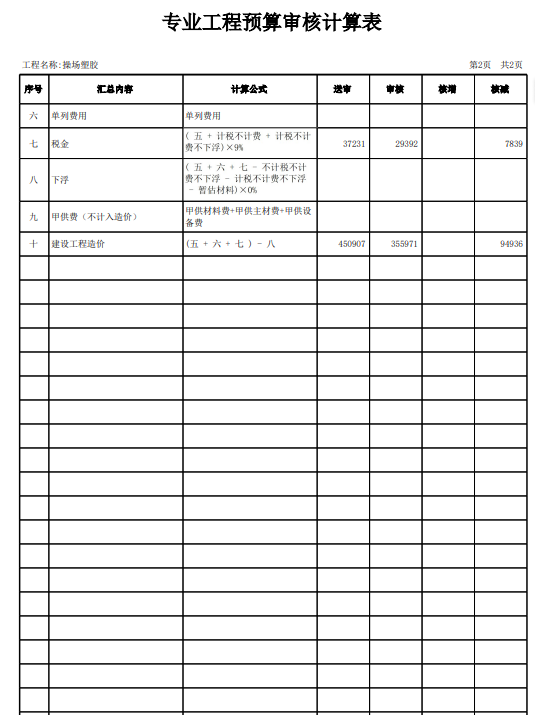 专业工程预算审核计算表
工程名称:操场塑胶 第2页 共2页
序号 汇总内容 计算公式 送审 审核 核增 核减
六 单列费用 单列费用
七 税金 ( 五 + 计税不计费 + 计税不计
费不下浮)×9% 37231 29392 7839
八 下浮 ( 五 + 六 + 七 - 不计税不计
费不下浮 - 计税不计费不下浮
- 暂估材料)×0%
九 甲供费（不计入造价） 甲供材料费+甲供主材费+甲供设
备费
十 建设工程造价 (五 + 六 + 七 ) - 八 450907 355971 94936